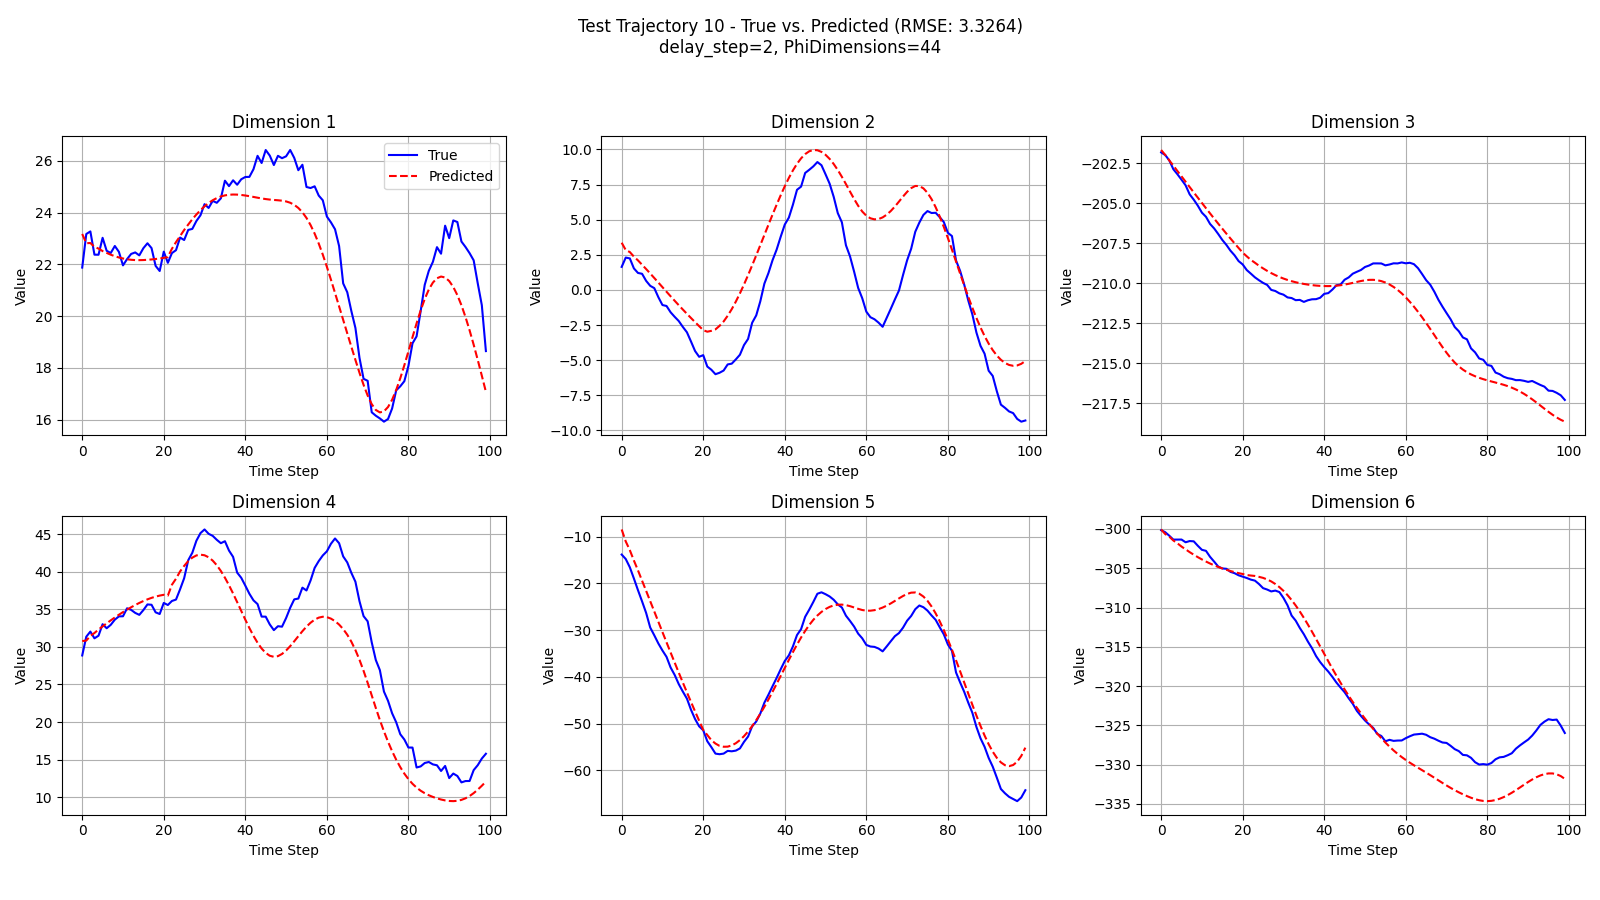 Test Trajectory 10 - True vs. Predicted (RMSE: 3.3264)
delay_step=2, PhiDimensions=44
Dimension 1
Value
26
24
22
20
18
16
0 20 40 60 80 100
Time Step
True
Predicted
Dimension 2
Value
10.0
7.5
5.0
2.5
0.0
−2.5
−5.0
−7.5
−10.0
0 20 40 60 80 100
Time Step
Dimension 3
Value
−202.5
−205.0
−207.5
−210.0
−212.5
−215.0
−217.5
0 20 40 60 80 100
Time Step
Dimension 4
Value
45
40
35
30
25
20
15
10
0 20 40 60 80 100
Time Step
Dimension 5
Value
−10
−20
−30
−40
−50
−60
0 20 40 60 80 100
Time Step
Dimension 6
Value
−300
−305
−310
−315
−320
−325
−330
−335
0 20 40 60 80 100
Time Step